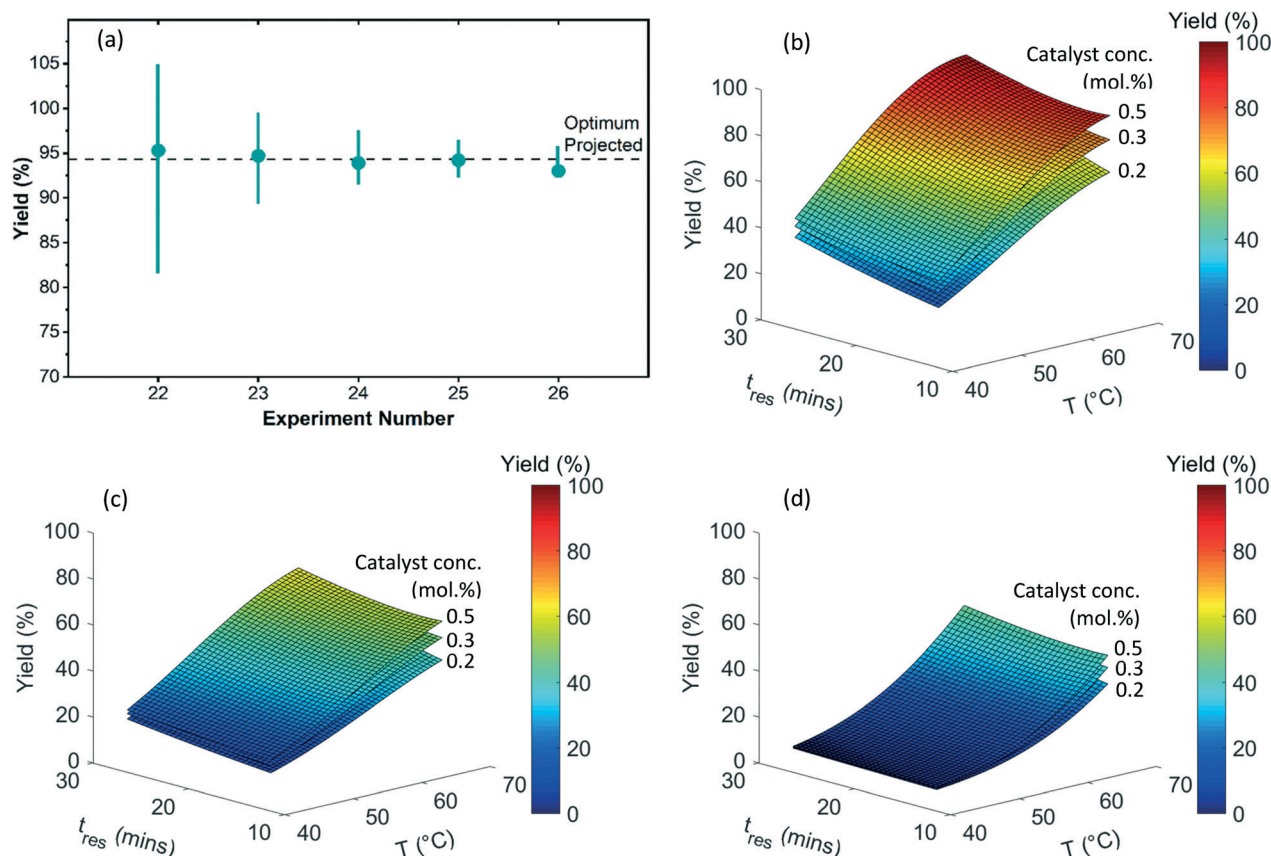 (a)
105
100
95
90
85
80
75
70
Yield (%)
Optimum
Projected
22 23 24 25 26
Experiment Number
(b)
Catalyst conc.
(mol.%)
0.5
0.3
0.2
Yield (%)
100
80
60
40
20
0
Yield (%)
100
80
60
40
20
0
30
20
10
tres (mins)
40
50
60
70
T (°C)
(c)
Catalyst conc.
(mol.%)
0.5
0.3
0.2
Yield (%)
100
80
60
40
20
0
Yield (%)
100
80
60
40
20
0
30
20
10
tres (mins)
40
50
60
70
T (°C)
(d)
Catalyst conc.
(mol.%)
0.5
0.3
0.2
Yield (%)
100
80
60
40
20
0
Yield (%)
100
80
60
40
20
0
30
20
10
tres (mins)
40
50
60
70
T (°C)